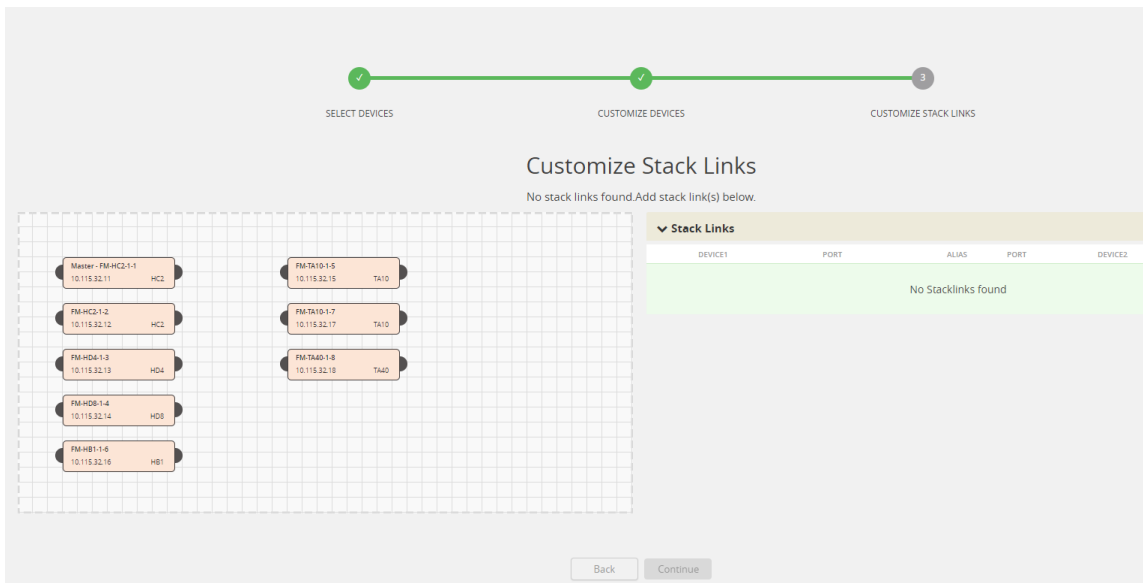 ✓ ✓ 3
SELECT DEVICES CUSTOMIZE DEVICES CUSTOMIZE STACK LINKS
Customize Stack Links
No stack links found.Add stack link(s) below.
Master - FM-HC2-1-1
10.115.32.11 HC2
FM-HC2-1-2
10.115.32.12 HC2
FM-HD4-1-3
10.115.32.13 HD4
FM-HD8-1-4
10.115.32.14 HD8
FM-HB1-1-6
10.115.32.16 HB1
FM-TA10-1-5
10.115.32.15 TA10
FM-TA10-1-7
10.115.32.17 TA10
FM-TA40-1-8
10.115.32.18 TA40
Stack Links
DEVICE1 PORT ALIAS PORT DEVICE2
No Stacklinks found
Back Continue